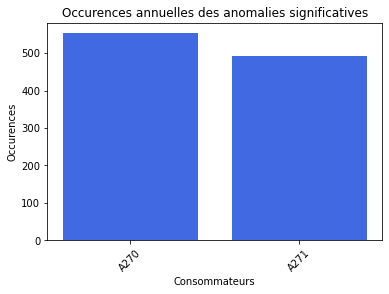 Occurences annuelles des anomalies significatives
Occurences
500
400
300
200
100
0
A270
A271
Consommateurs